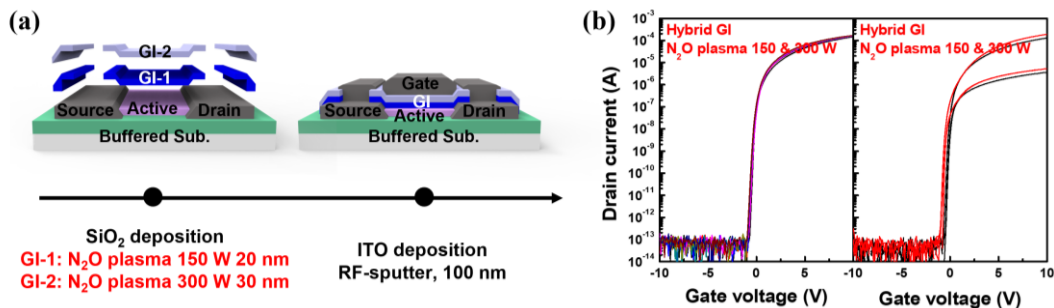 (a)
GI-2
GI-1
Source
Active
Drain
Buffered Sub.
Gate
GI
Source
Active
Drain
Buffered Sub.
SiO₂ deposition
GI-1: N₂O plasma 150 W 20 nm
GI-2: N₂O plasma 300 W 30 nm
ITO deposition
RF-sputter, 100 nm
(b)
Drain current (A)
10⁻³
10⁻⁴
10⁻⁵
10⁻⁶
10⁻⁷
10⁻⁸
10⁻⁹
10⁻¹⁰
10⁻¹¹
10⁻¹²
10⁻¹³
10⁻¹⁴
Hybrid GI
N₂O plasma 150 & 300 W
-10 -5 0 5
Gate voltage (V)
Hybrid GI
N₂O plasma 150 & 300 W
-10 -5 0 5 10
Gate voltage (V)